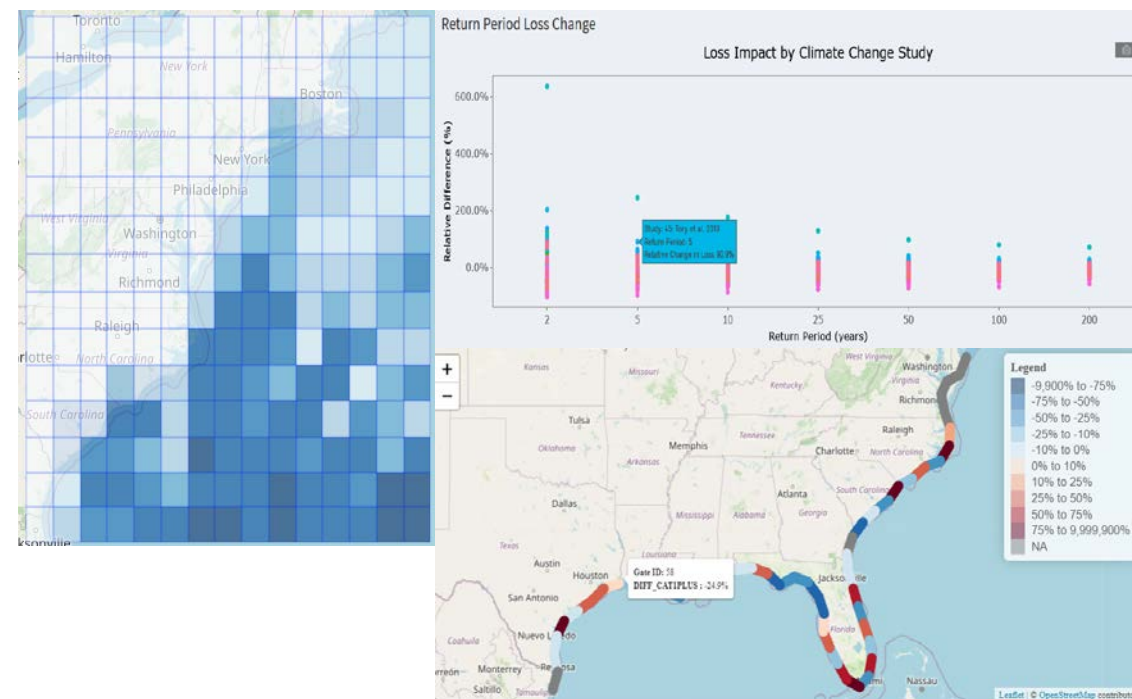 Toronto
Hamilton
New York
Boston
Pennsylvania
New York
Philadelphia
West Virginia
Washington
Virginia
Richmond
Raleigh
North Carolina
South Carolina
Return Period Loss Change
Loss Impact by Climate Change Study
Relative Difference (%)
600.0%
400.0%
200.0%
0.0%
Return Period: 5
2
5
10
25
50
100
200
Return Period (years)
+
−
Kansas
Missouri
West Virginia
Washington
Kentucky
Virginia
Richmond
Tulsa
Raleigh
Oklahoma
Memphis
Tennessee
Charlotte
North Carolina
Arkansas
Atlanta
South Carolina
Dallas
Mississippi
Alabama
Georgia
Texas
Louisiana
Austin
Houston
San Antonio
Gate ID: 58
DIFF_CAT1PLUS : -24.9%
Florida
Coahuila
Monterrey
Saltillo
Nassau
Legend
-9,900% to -75%
-75% to -50%
-50% to -25%
-25% to -10%
-10% to 0%
0% to 10%
10% to 25%
25% to 50%
50% to 75%
75% to 9,999,900%
NA
Leaflet | © OpenStreetMap